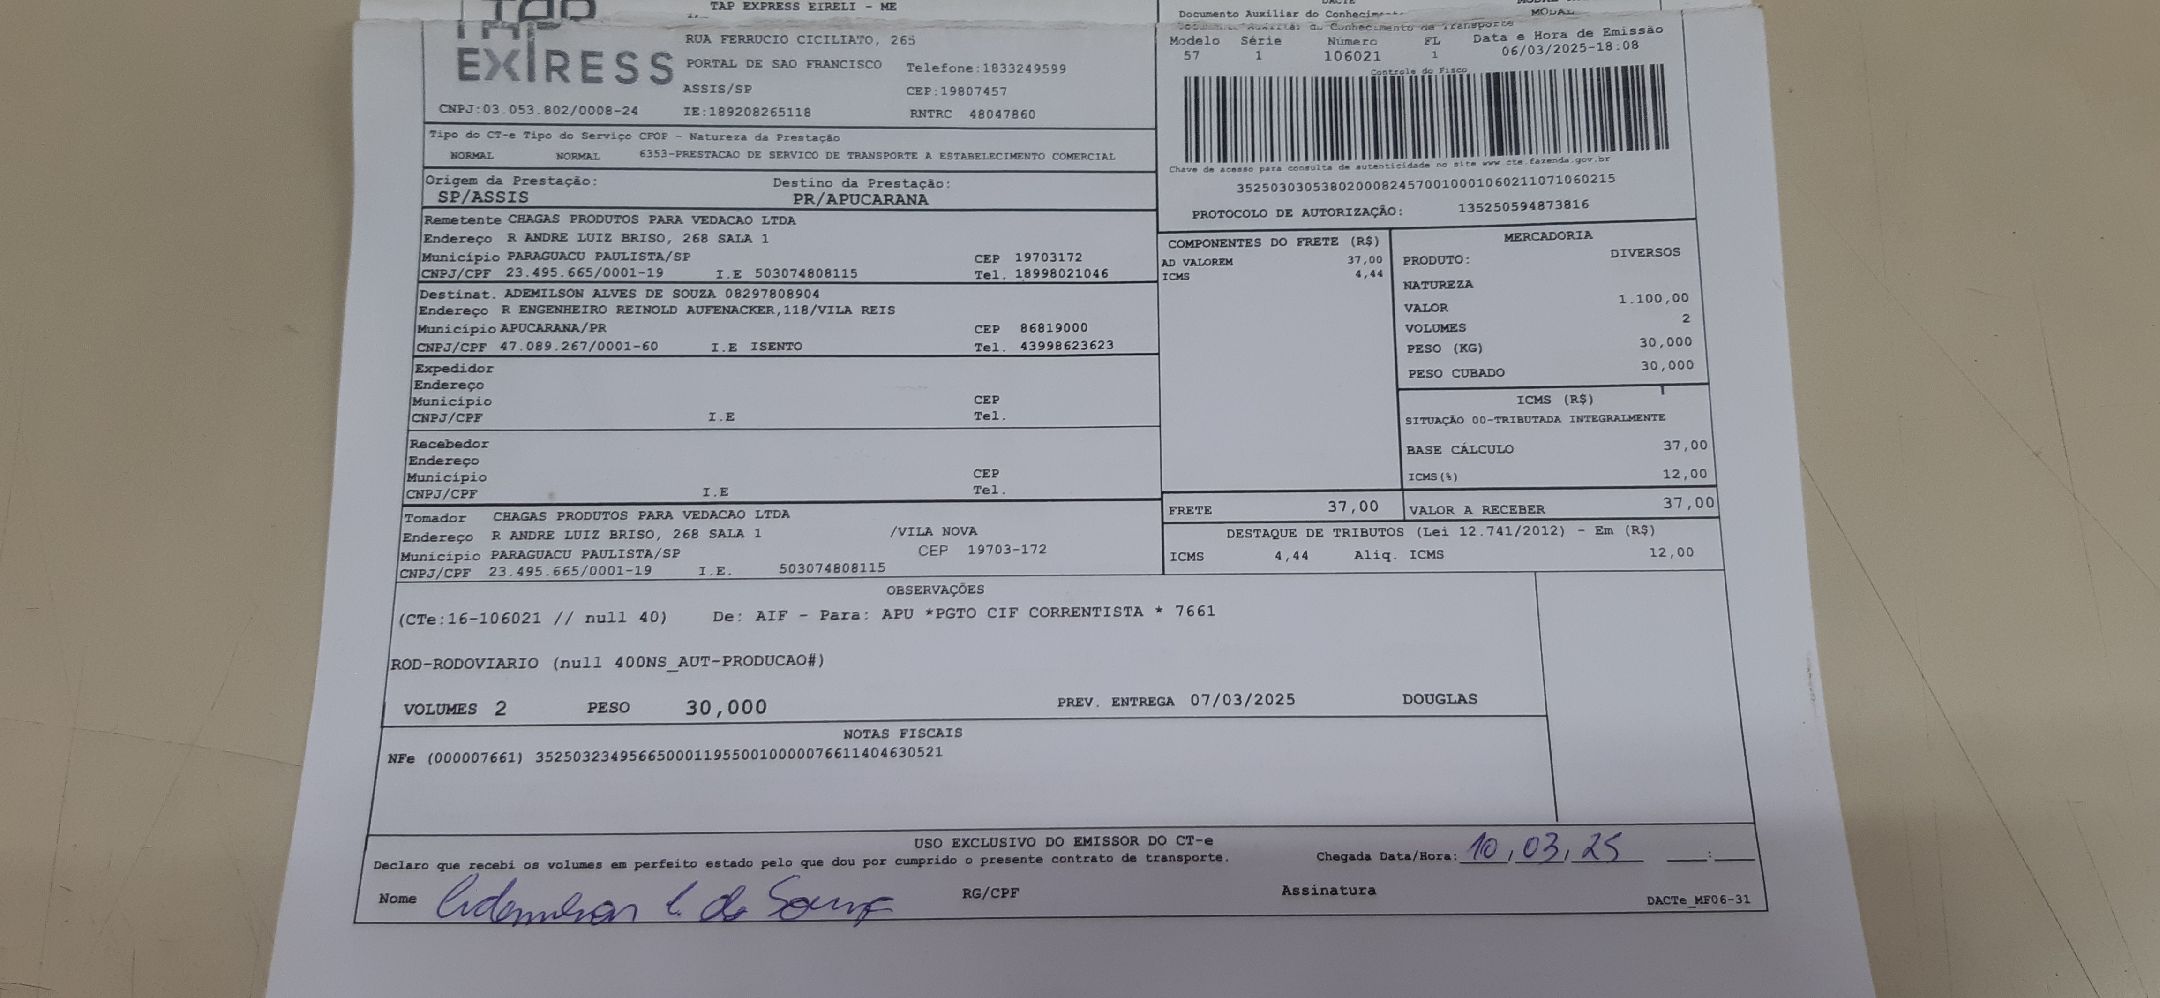 TAP EXPRESS EIRELI - ME
TAP
EXPRESS
RUA FERRUCIO CICILIATO, 265
PORTAL DE SAO FRANCISCO Telefone:1833249599
ASSIS/SP CEP:19807457
CNPJ:03.053.802/0008-24 IE:189208265118 RNTRC 48047860
Documento Auxiliar do Conhecimento de Transporte
MODAL
Modelo Série Número FL Data e Hora de Emissão
57 1 106021 1 06/03/2025-18:08
Controle do Fisco
Chave de acesso para consulta de autenticidade no site www.cte.fazenda.gov.br
35250303053802000824570010001060211071060215
PROTOCOLO DE AUTORIZAÇÃO: 135250594873816
Tipo do CT-e Tipo do Serviço CFOP - Natureza da Prestação
NORMAL NORMAL 6353-PRESTACAO DE SERVICO DE TRANSPORTE A ESTABELECIMENTO COMERCIAL
Origem da Prestação: Destino da Prestação:
SP/ASSIS PR/APUCARANA
Remetente CHAGAS PRODUTOS PARA VEDACAO LTDA
Endereço R ANDRE LUIZ BRISO, 268 SALA 1
Município PARAGUACU PAULISTA/SP CEP 19703172
CNPJ/CPF 23.495.665/0001-19 I.E 503074808115 Tel. 18998021046
Destinat. ADEMILSON ALVES DE SOUZA 08297808904
Endereço R ENGENHEIRO REINOLD AUFENACKER,118/VILA REIS
Município APUCARANA/PR CEP 86819000
CNPJ/CPF 47.089.267/0001-60 I.E ISENTO Tel. 43998623623
Expedidor
Endereço
Município CEP
CNPJ/CPF I.E Tel.
Recebedor
Endereço
Município CEP
CNPJ/CPF I.E Tel.
Tomador CHAGAS PRODUTOS PARA VEDACAO LTDA
Endereço R ANDRE LUIZ BRISO, 268 SALA 1 /VILA NOVA
Município PARAGUACU PAULISTA/SP CEP 19703-172
CNPJ/CPF 23.495.665/0001-19 I.E. 503074808115
COMPONENTES DO FRETE (R$)
AD VALOREM 37,00
ICMS 4,44
FRETE 37,00
MERCADORIA
PRODUTO: DIVERSOS
NATUREZA
VALOR 1.100,00
VOLUMES 2
PESO (KG) 30,000
PESO CUBADO 30,000
ICMS (R$)
SITUAÇÃO 00-TRIBUTADA INTEGRALMENTE
BASE CÁLCULO 37,00
ICMS(%) 12,00
VALOR A RECEBER 37,00
DESTAQUE DE TRIBUTOS (Lei 12.741/2012) - Em (R$)
ICMS 4,44 Aliq. ICMS 12,00
OBSERVAÇÕES
(CTe:16-106021 // null 40) De: AIF - Para: APU *PGTO CIF CORRENTISTA * 7661
ROD-RODOVIARIO (null 400NS_AUT-PRODUCAO#)
VOLUMES 2 PESO 30,000 PREV. ENTREGA 07/03/2025 DOUGLAS
NOTAS FISCAIS
NFe (000007661) 35250323495665000119550010000076611404630521
USO EXCLUSIVO DO EMISSOR DO CT-e
Declaro que recebi os volumes em perfeito estado pelo que dou por cumprido o presente contrato de transporte. Chegada Data/Hora: 10,03,25 __:__
Nome Ademilson A. de Souza RG/CPF Assinatura
DACTe_MF06-31